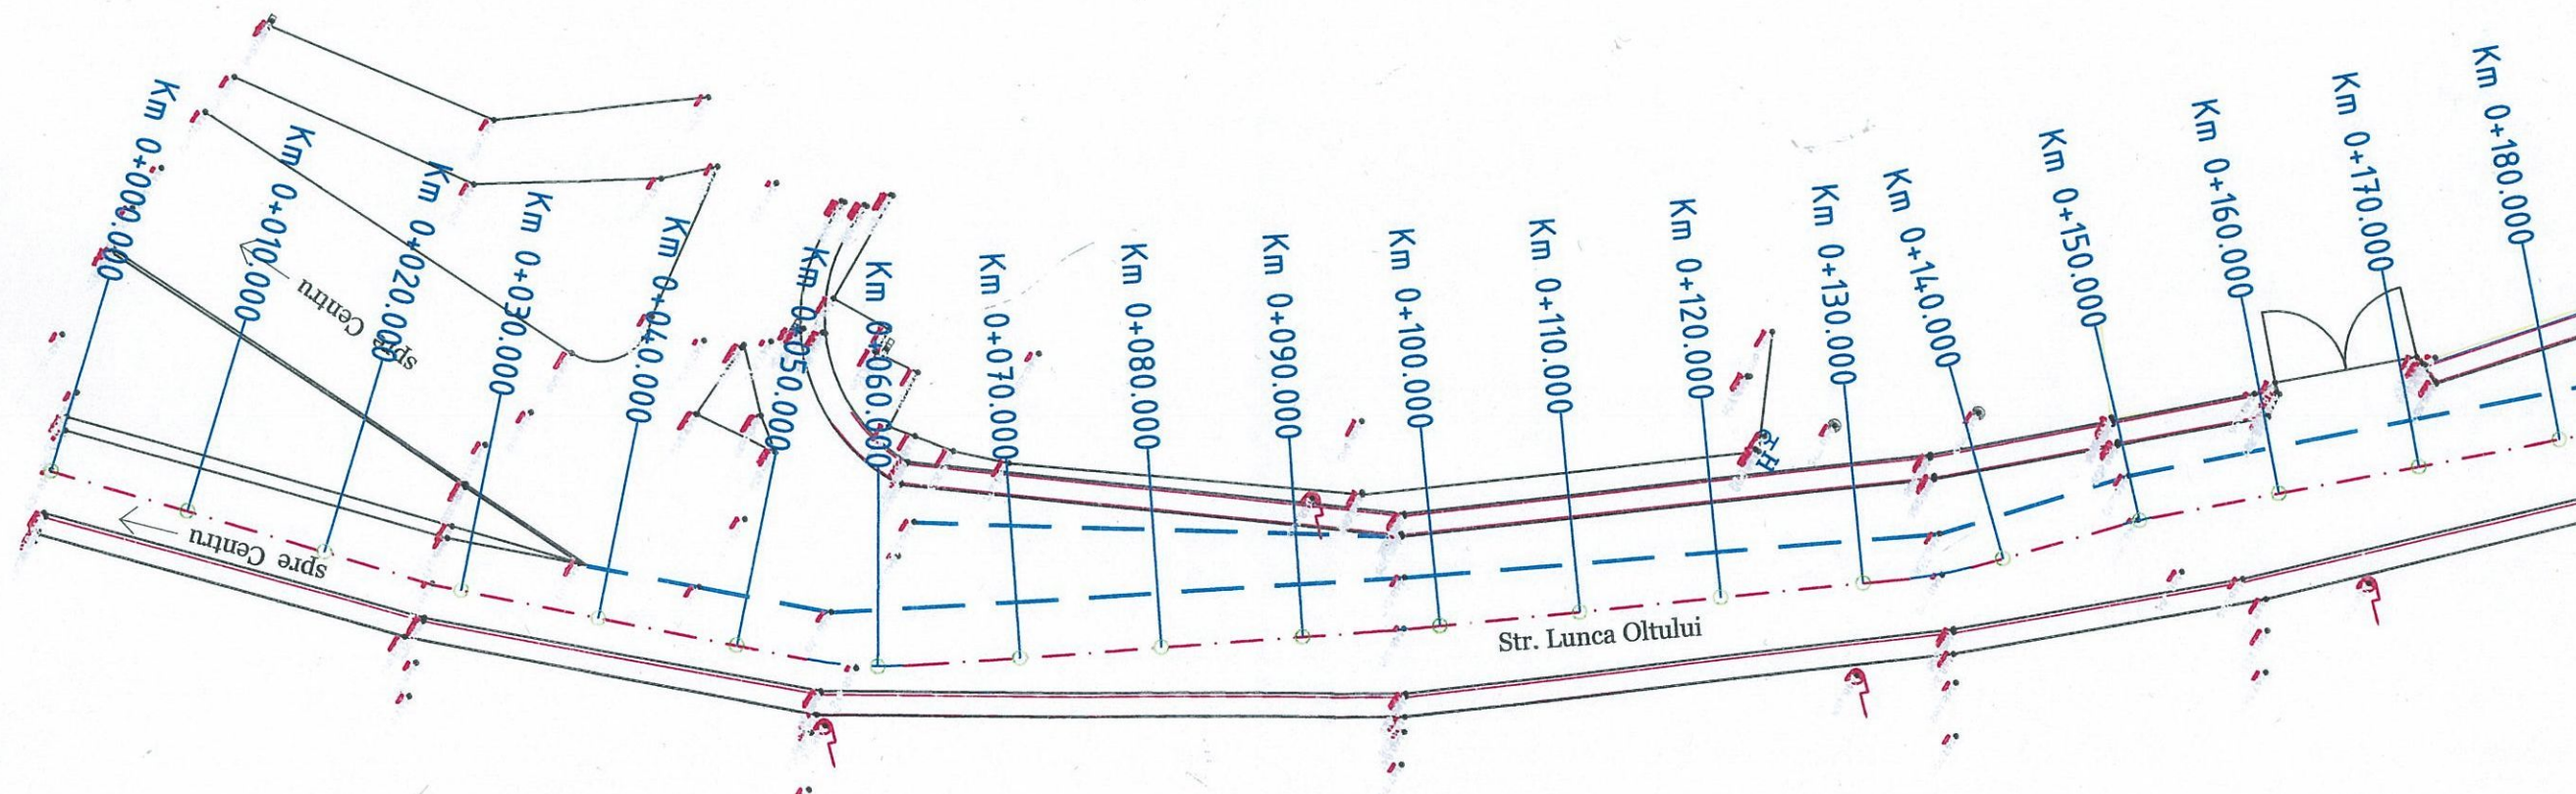 Km 0+000.000
Km 0+010.000
Km 0+020.000
Km 0+030.000
Km 0+040.000
Km 0+050.000
Km 0+060.000
Km 0+070.000
Km 0+080.000
Km 0+090.000
Km 0+100.000
Km 0+110.000
Km 0+120.000
Km 0+130.000
Km 0+140.000
Km 0+150.000
Km 0+160.000
Km 0+170.000
Km 0+180.000
spre Centru
spre Centru
Str. Lunca Oltului